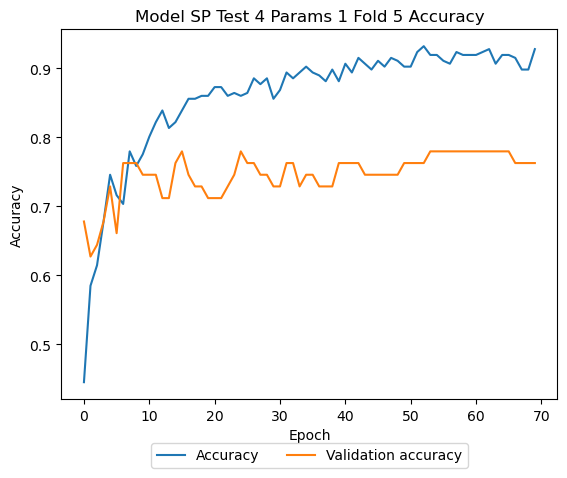 Model SP Test 4 Params 1 Fold 5 Accuracy
0.9
0.8
0.7
0.6
0.5
Accuracy
0 10 20 30 40 50 60 70
Epoch
Accuracy Validation accuracy